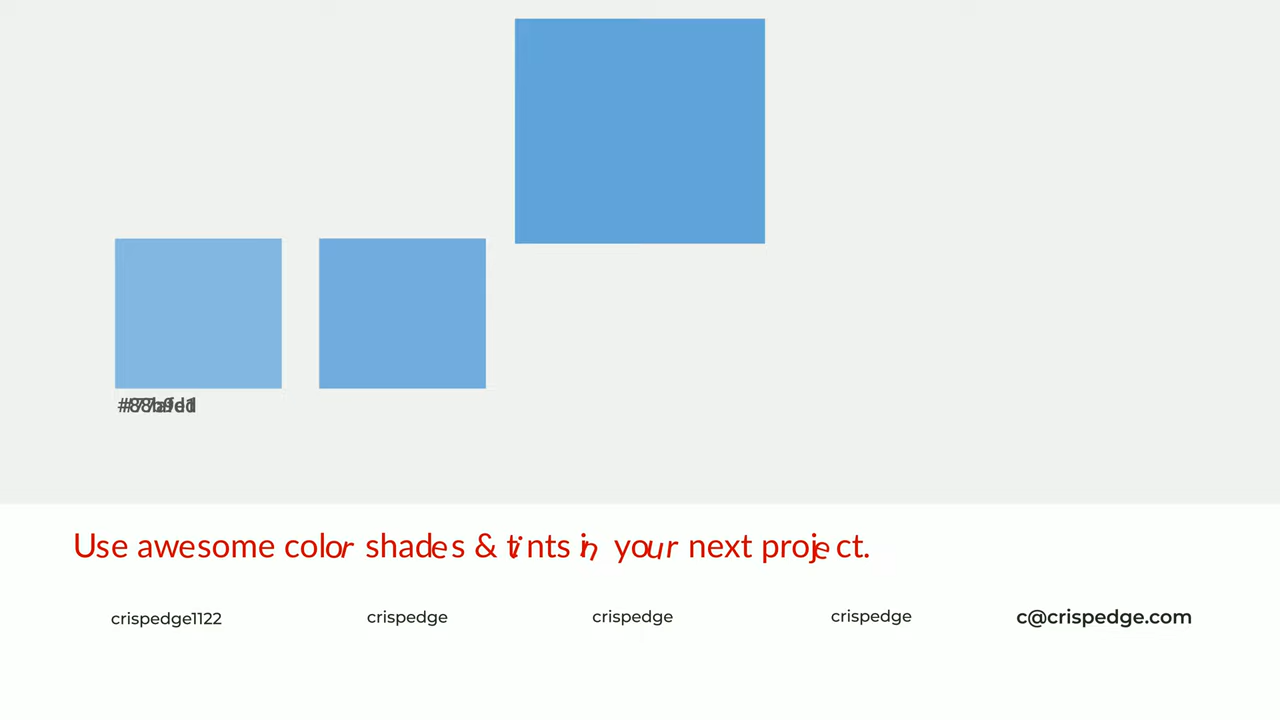 Use awesome color shades & tints in your next project.
crispedge1122 crispedge crispedge crispedge c@crispedge.com